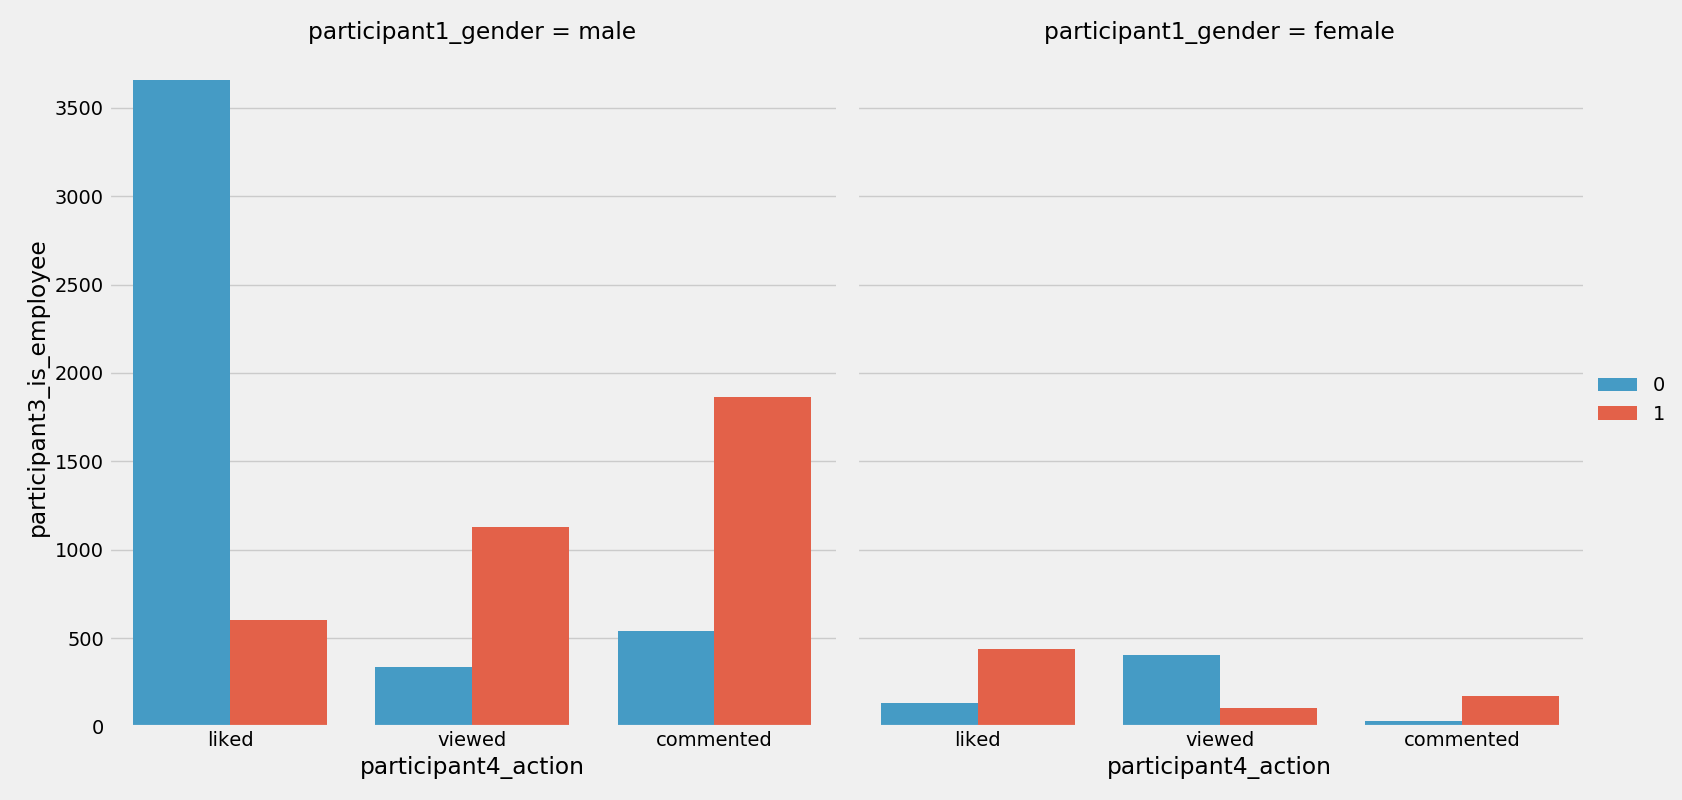 participant1_gender = male
participant1_gender = female
participant3_is_employee
3500
3000
2500
2000
1500
1000
500
0
liked
viewed
commented
liked
viewed
commented
participant4_action
participant4_action
0
1